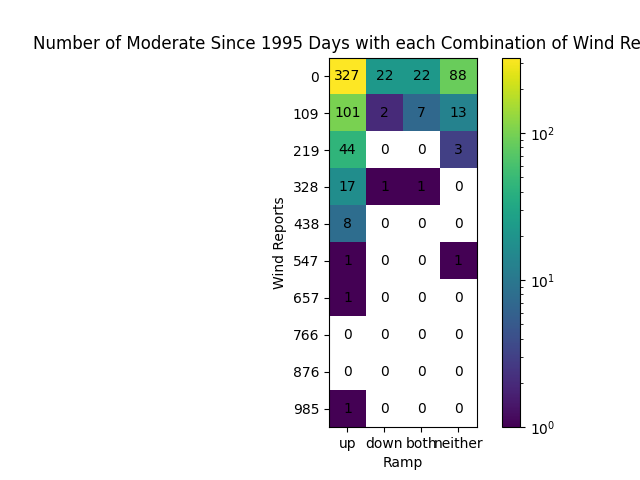 Number of Moderate Since 1995 Days with each Combination of Wind Re
0 327 22 22 88
109 101 2 7 13
219 44 0 0 3
328 17 1 1 0
438 8 0 0 0
547 1 0 0 1
657 1 0 0 0
766 0 0 0 0
876 0 0 0 0
985 1 0 0 0
up down both neither
Ramp
Wind Reports
10²
10¹
10⁰